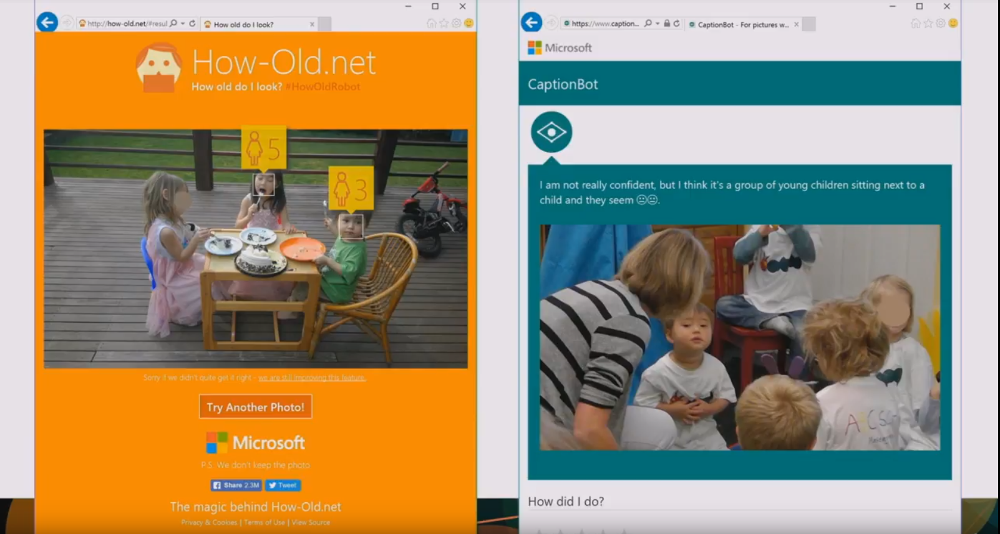 http://how-old.net/#resul
How old do I look?
How-Old.net
How old do I look? #HowOldRobot
5
3
Sorry if we didn't quite get it right - we are still improving this feature.
Try Another Photo!
Microsoft
P.S. We don't keep the photo
Share 2.3M
Tweet
The magic behind How-Old.net
Privacy & Cookies | Terms of Use | View Source
https://www.caption...
CaptionBot - For pictures w...
Microsoft
CaptionBot
I am not really confident, but I think it's a group of young children sitting next to a
child and they seem 😐😐.
How did I do?